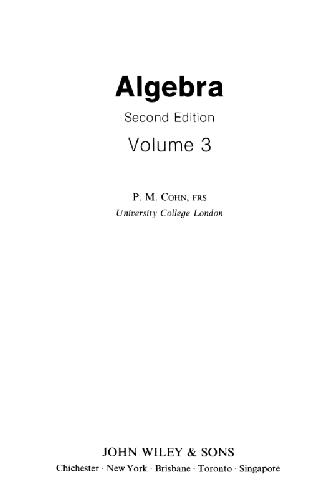 Algebra
Second Edition
Volume 3
P. M. COHN, FRS
University College London
JOHN WILEY & SONS
Chichester · New York · Brisbane · Toronto · Singapore